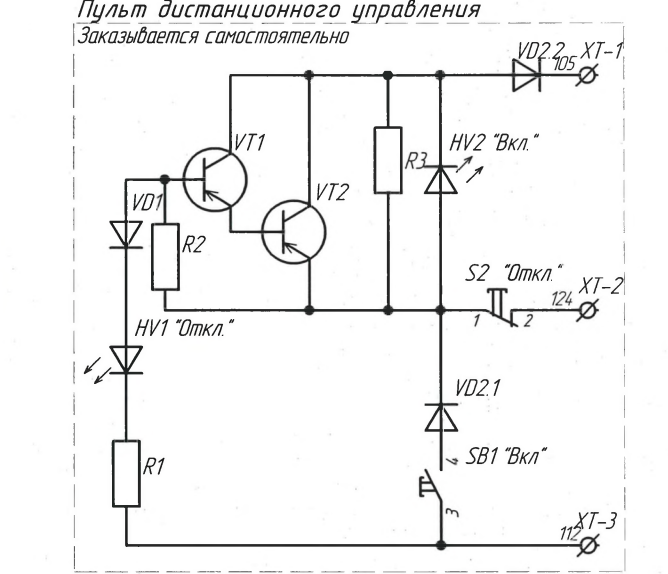 Пульт дистанционного управления
Заказывается самостоятельно
VD2.2
105
XT-1
VT1
HV2 "Вкл."
R3
VT2
VD1
R2
S2 "Откл."
124
XT-2
1
2
HV1 "Откл."
VD2.1
4
SB1 "Вкл"
R1
3
XT-3
112